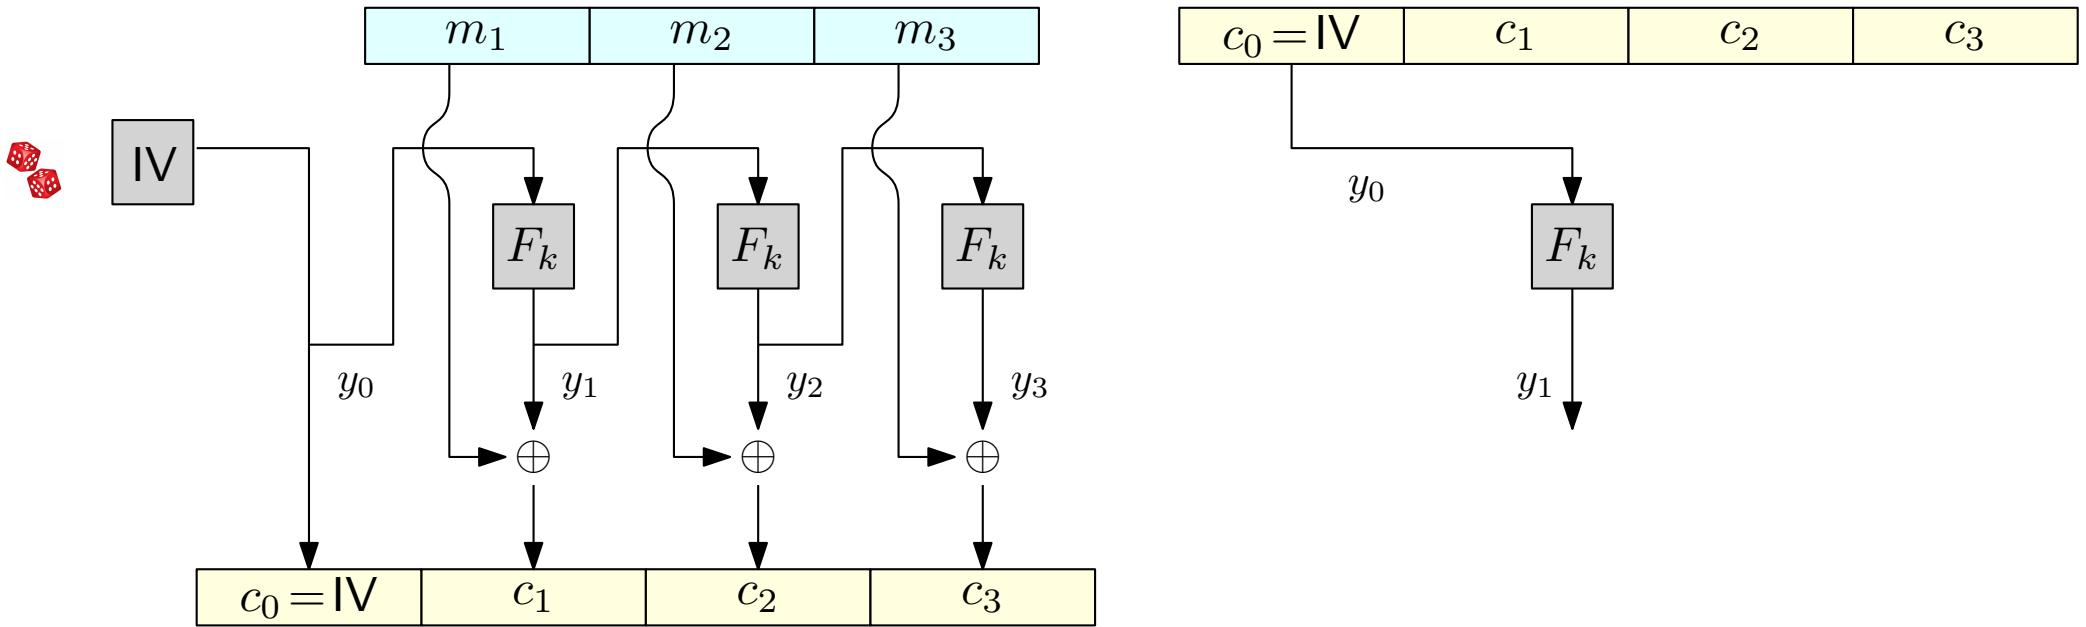 m₁ m₂ m₃
c₀ = IV c₁ c₂ c₃
IV
y₀
Fₖ Fₖ Fₖ Fₖ
y₀ y₁ y₂ y₃ y₁
⊕ ⊕ ⊕
c₀ = IV c₁ c₂ c₃